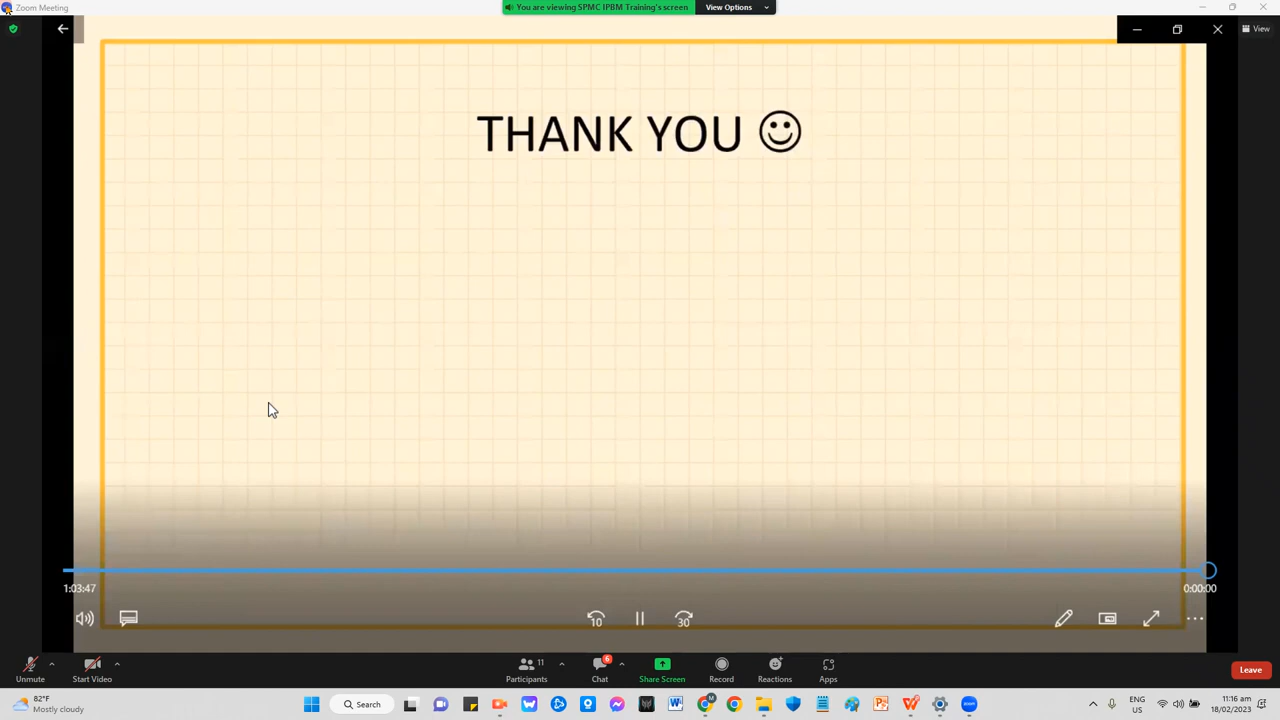 Zoom Meeting
You are viewing SPMC IPBM Training's screen
View Options
View
THANK YOU
1:03:47
0:00:00
10
30
Unmute
Start Video
11
Participants
6
Chat
Share Screen
Record
Reactions
Apps
Leave
82°F
Mostly cloudy
Search
ENG
US
11:16 am
18/02/2023